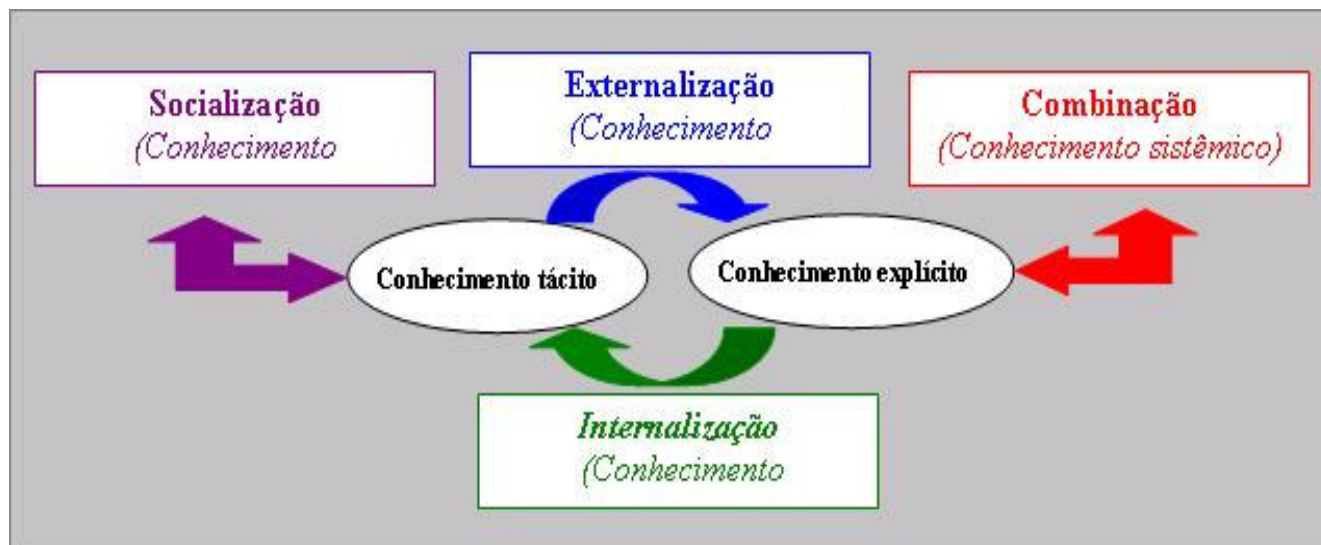 Socialização
(Conhecimento
Externalização
(Conhecimento
Combinação
(Conhecimento sistêmico)
Conhecimento tácito
Conhecimento explícito
Internalização
(Conhecimento